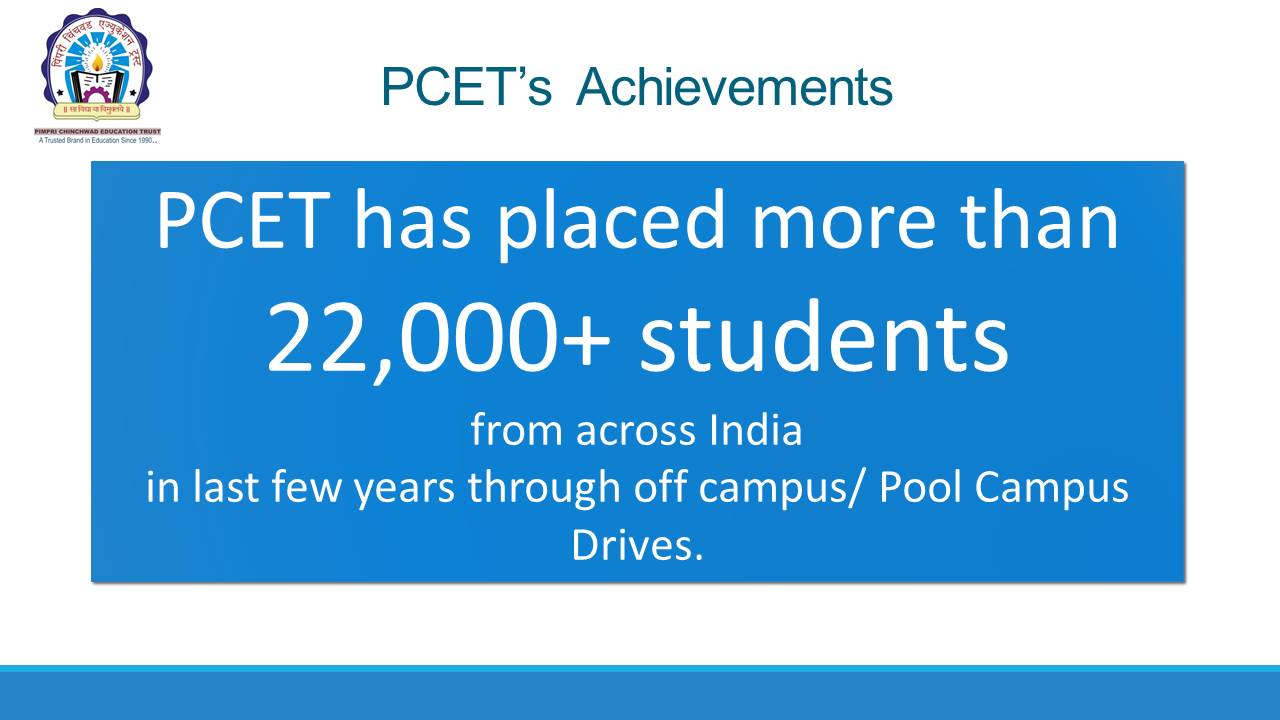 पिंपरी चिंचवड एज्युकेशन ट्रस्ट
॥ सा विद्या या विमुक्तये ॥
PIMPRI CHINCHWAD EDUCATION TRUST
A Trusted Brand in Education Since 1990...
PCET’s Achievements
PCET has placed more than
22,000+ students
from across India
in last few years through off campus/ Pool Campus
Drives.